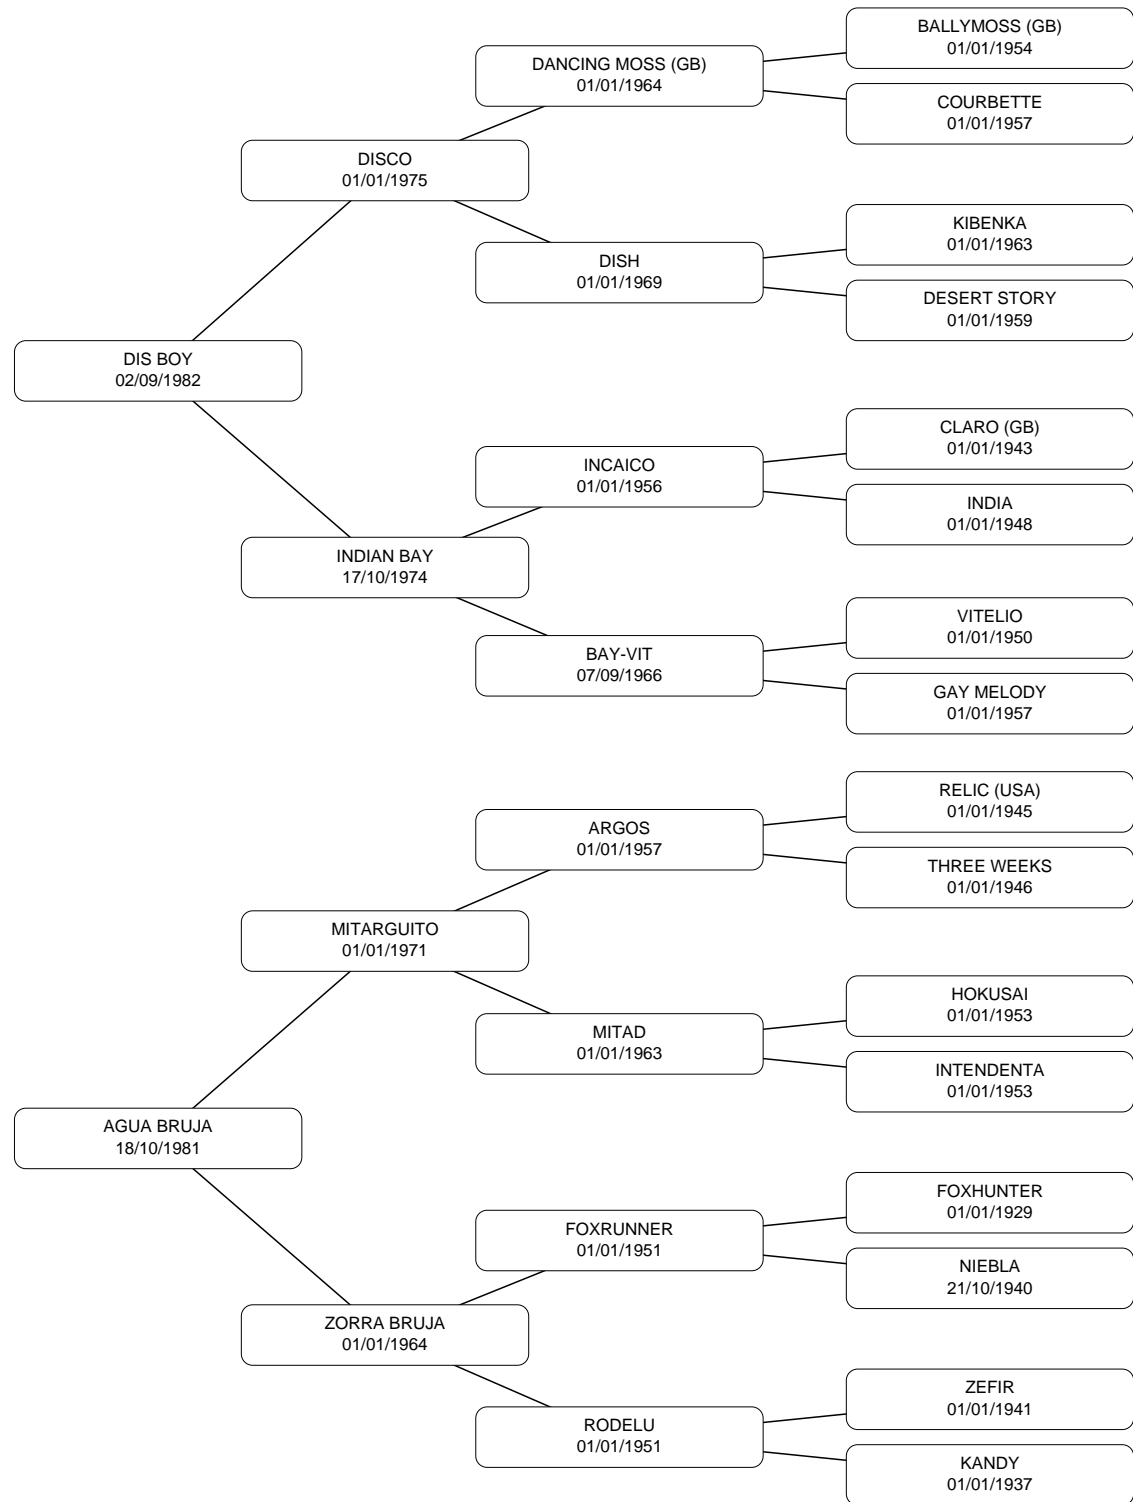 BALLYMOSS (GB)
01/01/1954
DANCING MOSS (GB)
01/01/1964
COURBETTE
01/01/1957
DISCO
01/01/1975
KIBENKA
01/01/1963
DISH
01/01/1969
DESERT STORY
01/01/1959
DIS BOY
02/09/1982
CLARO (GB)
01/01/1943
INCAICO
01/01/1956
INDIA
01/01/1948
INDIAN BAY
17/10/1974
VITELIO
01/01/1950
BAY-VIT
07/09/1966
GAY MELODY
01/01/1957
RELIC (USA)
01/01/1945
ARGOS
01/01/1957
THREE WEEKS
01/01/1946
MITARGUITO
01/01/1971
HOKUSAI
01/01/1953
MITAD
01/01/1963
INTENDENTA
01/01/1953
AGUA BRUJA
18/10/1981
FOXHUNTER
01/01/1929
FOXRUNNER
01/01/1951
NIEBLA
21/10/1940
ZORRA BRUJA
01/01/1964
ZEFIR
01/01/1941
RODELU
01/01/1951
KANDY
01/01/1937